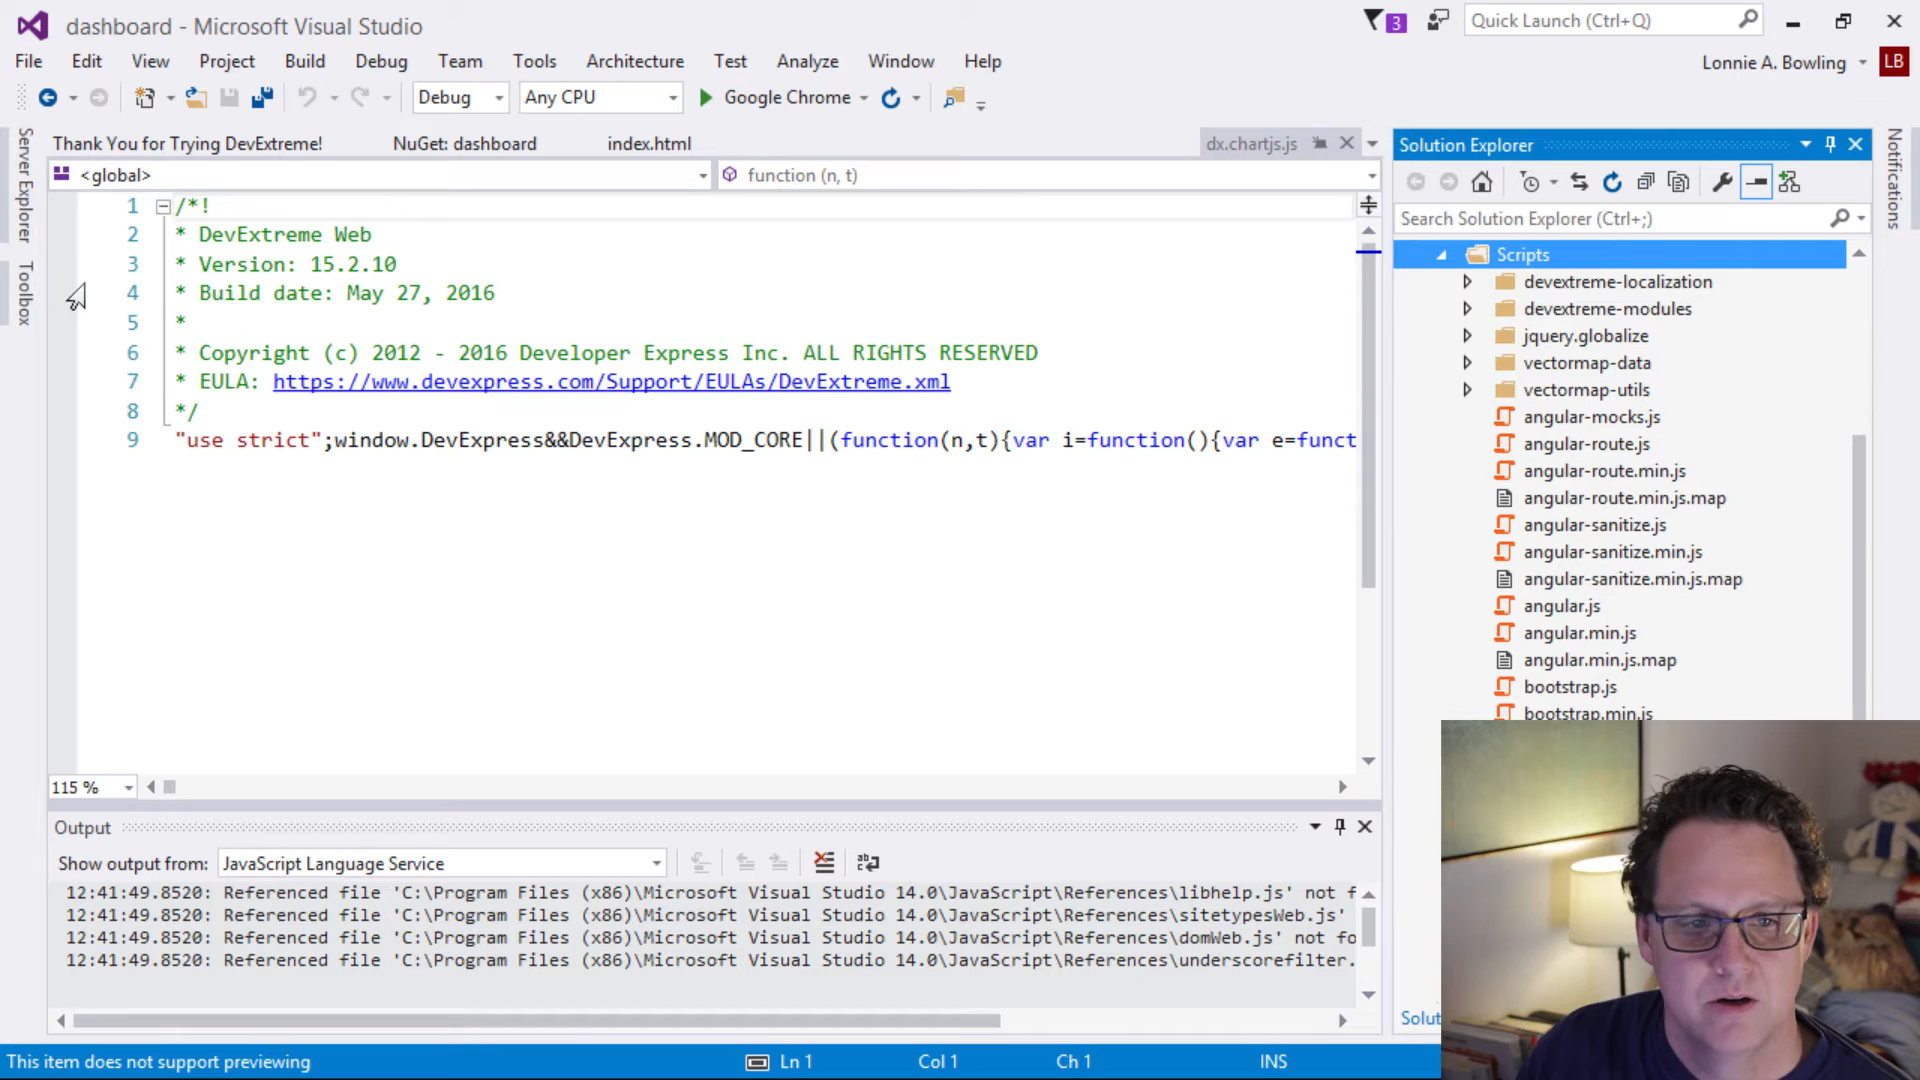 dashboard - Microsoft Visual Studio
3
Quick Launch (Ctrl+Q)
File Edit View Project Build Debug Team Tools Architecture Test Analyze Window Help
Lonnie A. Bowling LB
Debug Any CPU Google Chrome
Server Explorer
Toolbox
Thank You for Trying DevExtreme! NuGet: dashboard index.html dx.chartjs.js
<global> function (n, t)
1 /*!
2 * DevExtreme Web
3 * Version: 15.2.10
4 * Build date: May 27, 2016
5 *
6 * Copyright (c) 2012 - 2016 Developer Express Inc. ALL RIGHTS RESERVED
7 * EULA: https://www.devexpress.com/Support/EULAs/DevExtreme.xml
8 */
9 "use strict";window.DevExpress&&DevExpress.MOD_CORE||(function(n,t){var i=function(){var e=funct
115 %
Output
Show output from: JavaScript Language Service
12:41:49.8520: Referenced file 'C:\Program Files (x86)\Microsoft Visual Studio 14.0\JavaScript\References\libhelp.js' not f
12:41:49.8520: Referenced file 'C:\Program Files (x86)\Microsoft Visual Studio 14.0\JavaScript\References\sitetypesWeb.js'
12:41:49.8520: Referenced file 'C:\Program Files (x86)\Microsoft Visual Studio 14.0\JavaScript\References\domWeb.js' not fo
12:41:49.8520: Referenced file 'C:\Program Files (x86)\Microsoft Visual Studio 14.0\JavaScript\References\underscorefilter.
Solution Explorer
Search Solution Explorer (Ctrl+;)
Scripts
devextreme-localization
devextreme-modules
jquery.globalize
vectormap-data
vectormap-utils
angular-mocks.js
angular-route.js
angular-route.min.js
angular-route.min.js.map
angular-sanitize.js
angular-sanitize.min.js
angular-sanitize.min.js.map
angular.js
angular.min.js
angular.min.js.map
bootstrap.js
bootstrap.min.js
Solut
Notifications
This item does not support previewing Ln 1 Col 1 Ch 1 INS